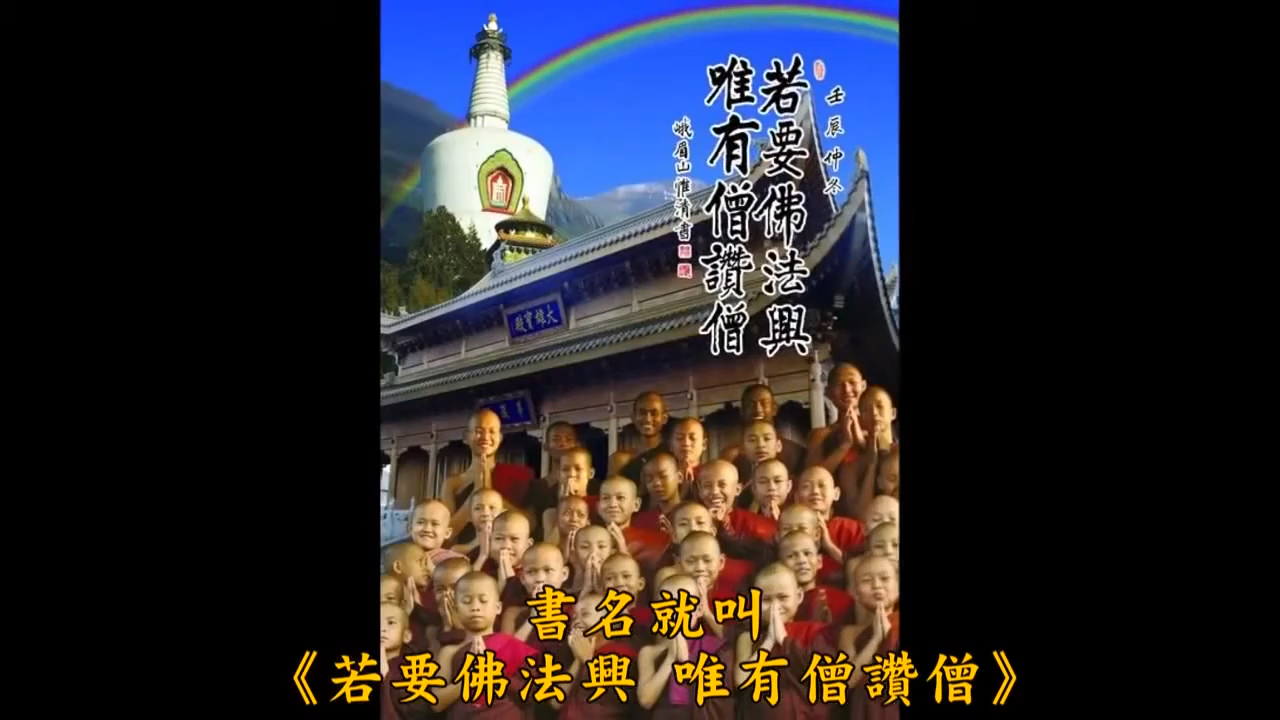 壬辰仲冬
若要佛法興
唯有僧讚僧
峨眉山惟清書
大雄寶殿
書名就叫
《若要佛法興 唯有僧讚僧》